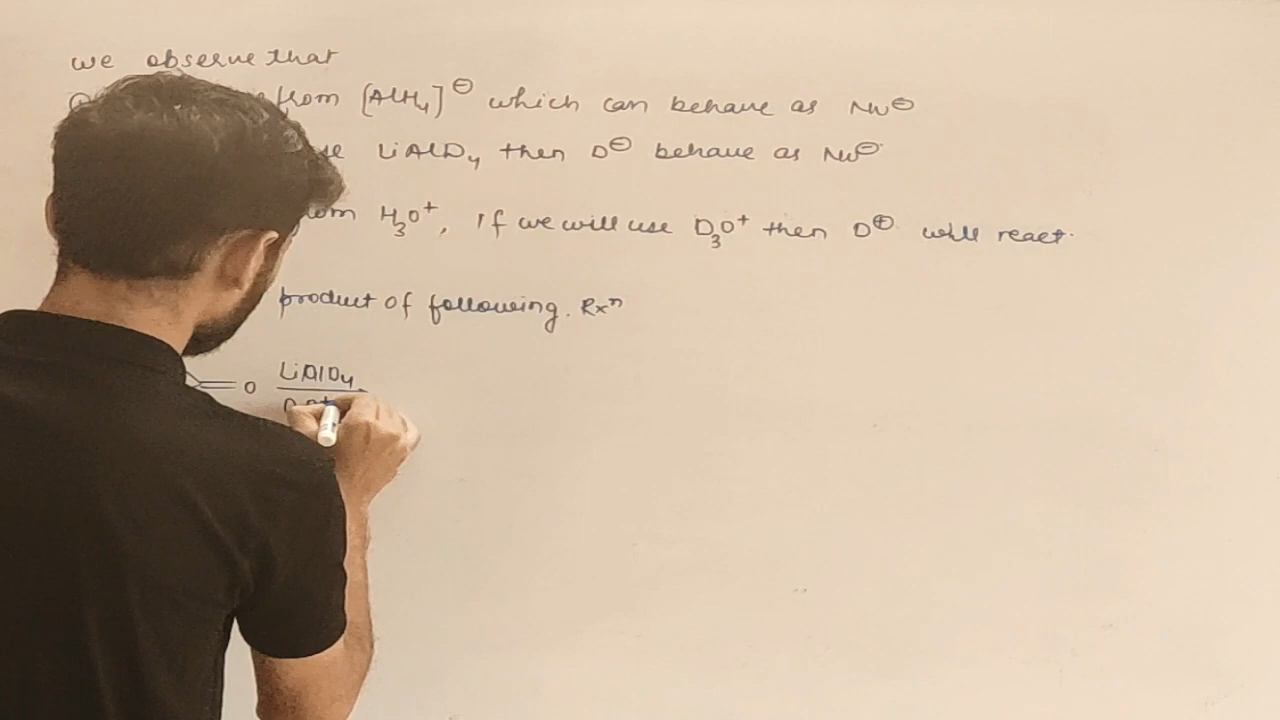 we observe that
from [AlH4]⊖ which can behave as Nu⊖
LiAlD4 then D⊖ behave as Nu⊖
from H3O+, If we will use D3O+ then D⊕ will react.
product of following. Rxn
=O LiAlD4